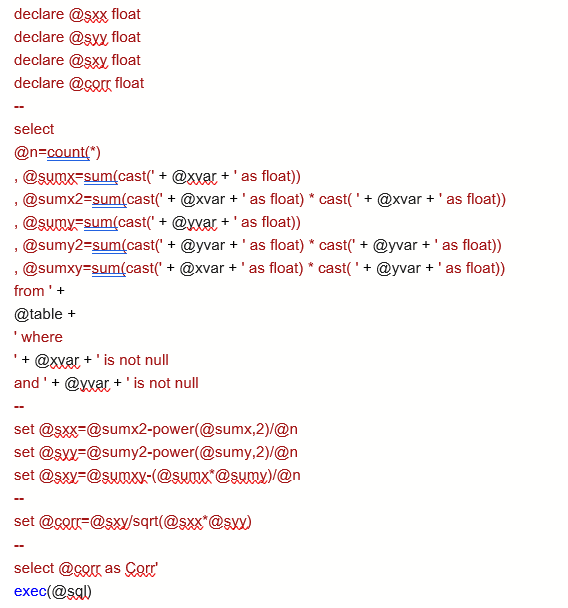 declare @sxx float
declare @syy float
declare @sxy float
declare @corr float
--
select
@n=count(*)
, @sumx=sum(cast(' + @xvar + ' as float))
, @sumx2=sum(cast(' + @xvar + ' as float) * cast( '+ @xvar + ' as float))
, @sumy=sum(cast(' + @yvar + ' as float))
, @sumy2=sum(cast(' + @yvar + ' as float) * cast(' + @yvar + ' as float))
, @sumxy=sum(cast(' + @xvar + ' as float) * cast( '+ @yvar + ' as float))
from ' +
@table +
' where
' + @xvar + ' is not null
and ' + @yvar + ' is not null
--
set @sxx=@sumx2-power(@sumx,2)/@n
set @syy=@sumy2-power(@sumy,2)/@n
set @sxy=@sumxy-(@sumx*@sumy)/@n
--
set @corr=@sxy/sqrt(@sxx*@syy)
--
select @corr as Corr'
exec(@sql)